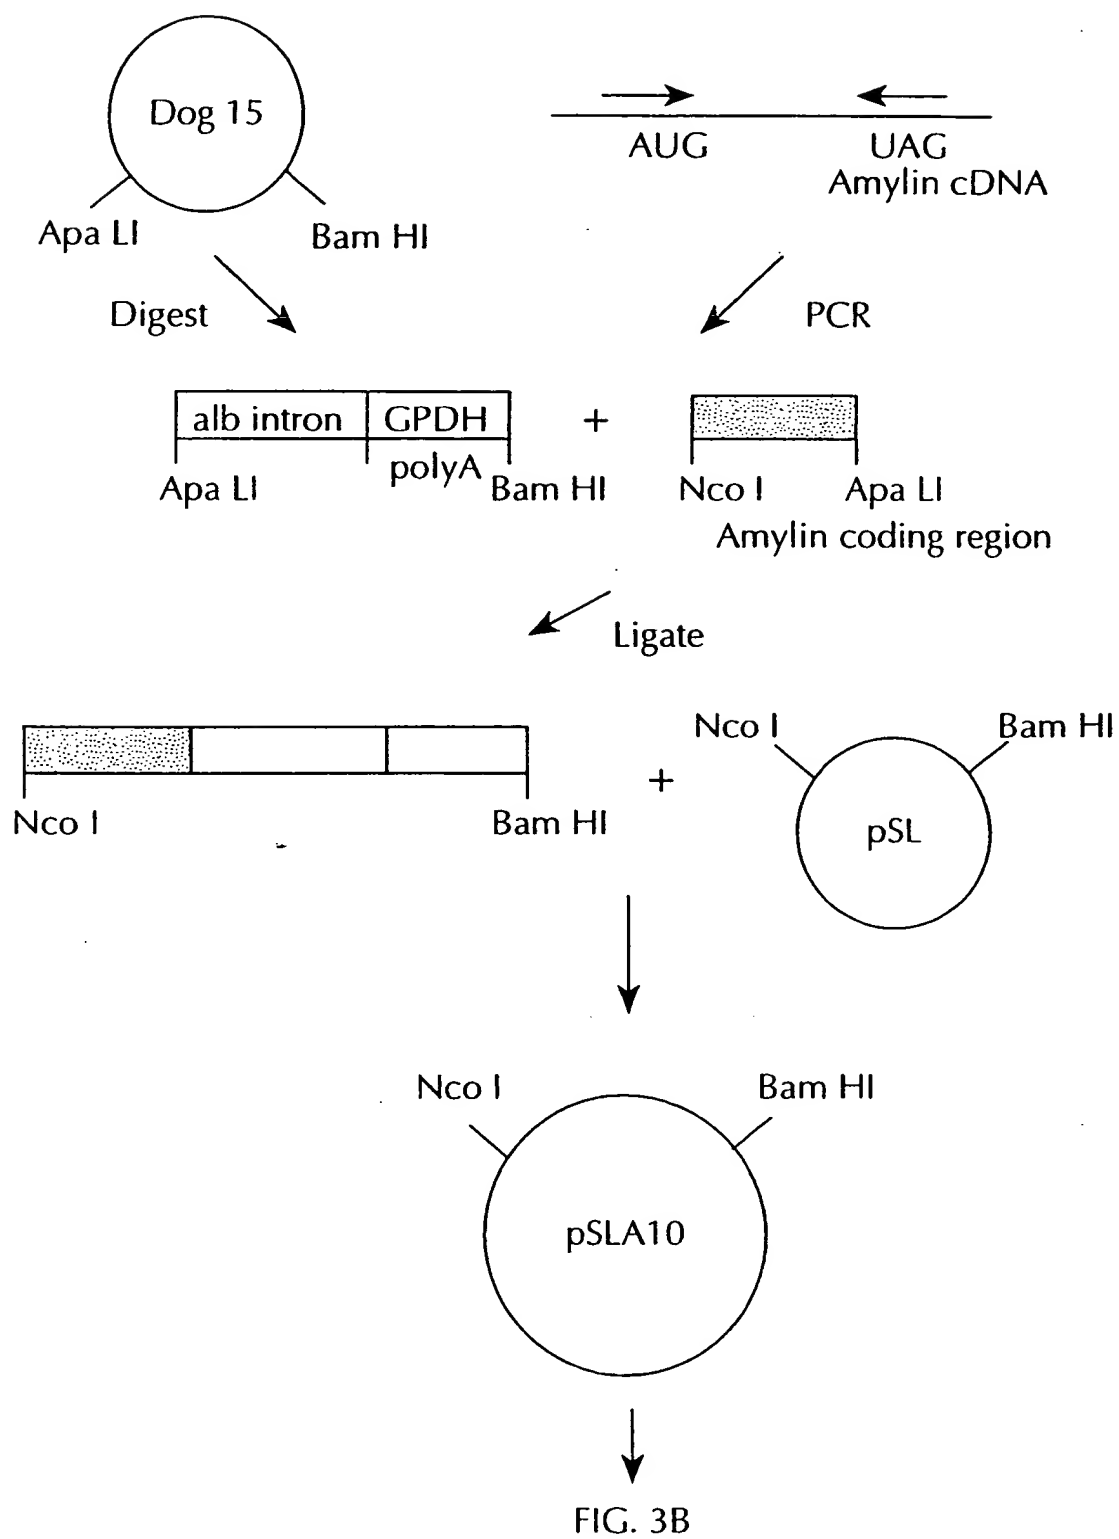 Dog 15
Apa LI
Bam HI
AUG
UAG
Amylin cDNA
Digest
PCR
alb intron
GPDH
polyA
Apa LI
Bam HI
+
Nco I
Apa LI
Amylin coding region
Ligate
Nco I
Bam HI
+
Nco I
Bam HI
pSL
Nco I
Bam HI
pSLA10
FIG. 3B